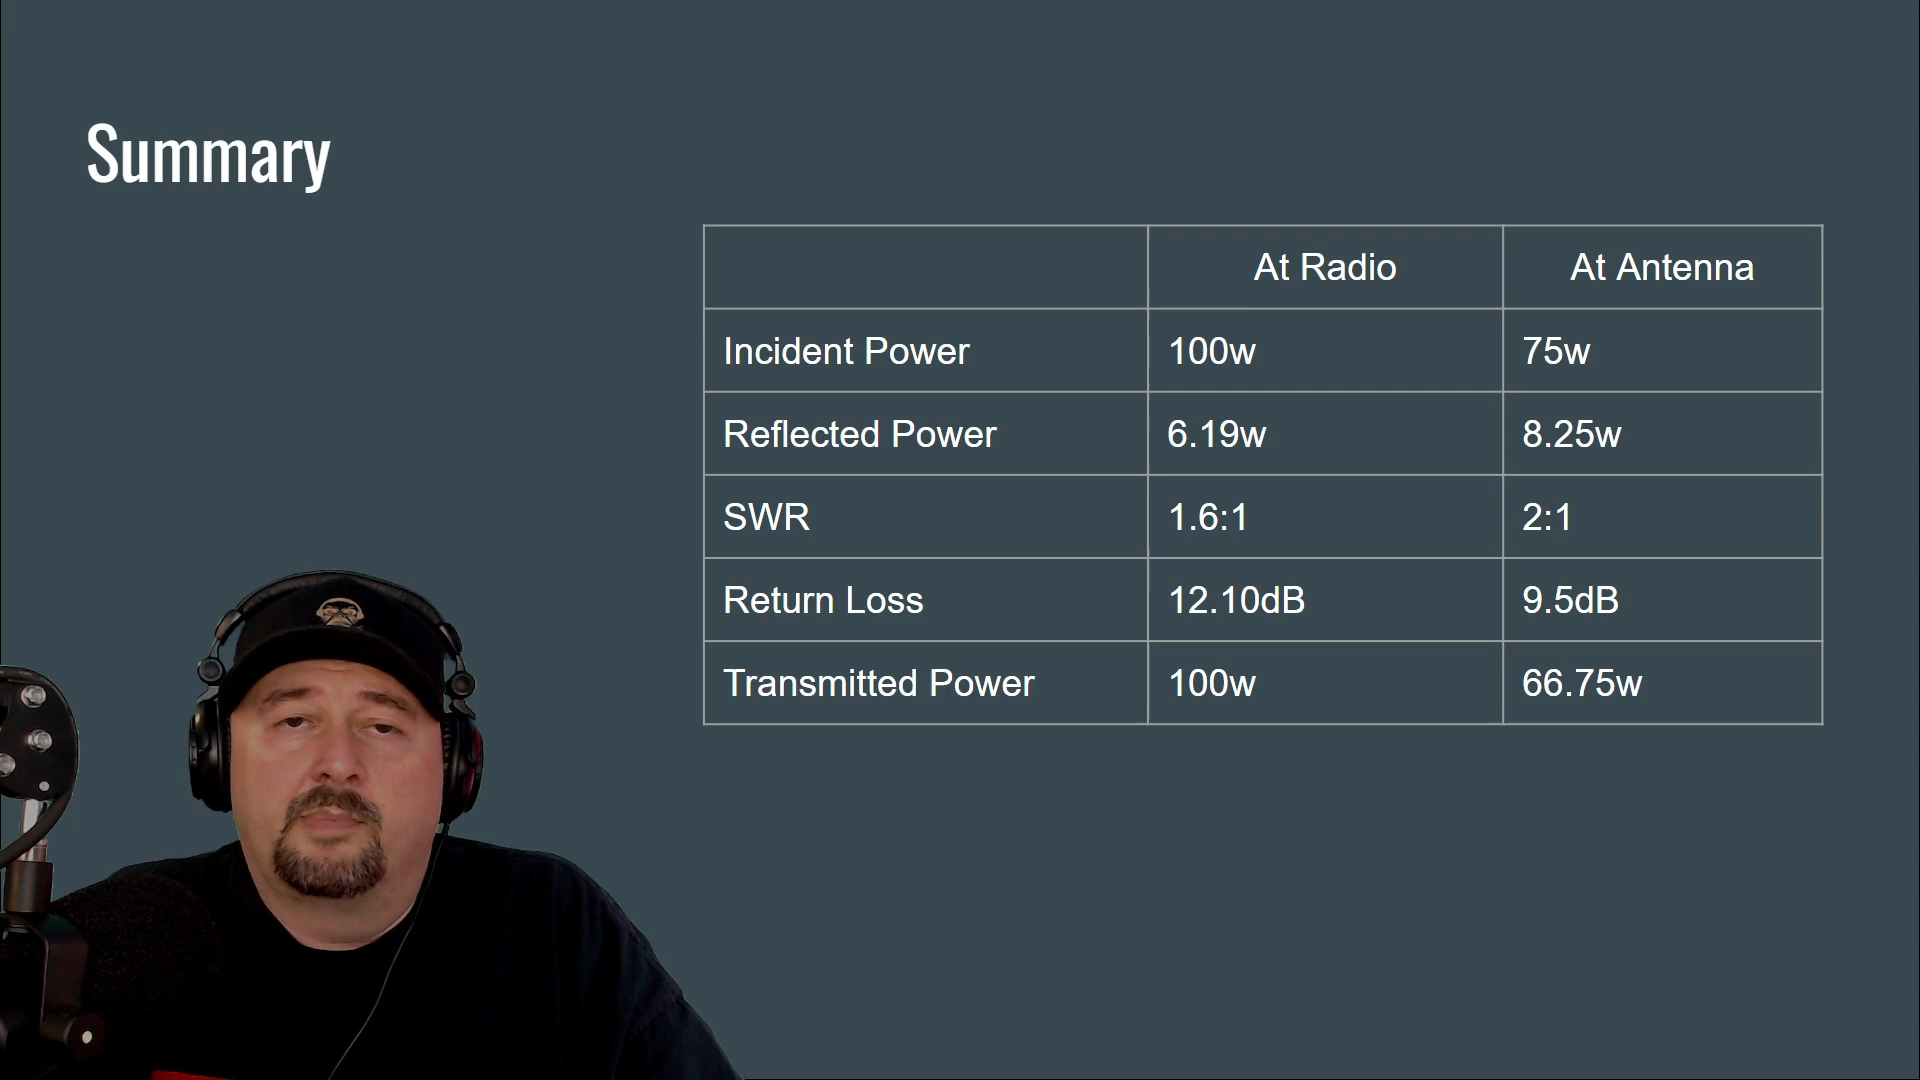 Summary
At Radio At Antenna
Incident Power 100w 75w
Reflected Power 6.19w 8.25w
SWR 1.6:1 2:1
Return Loss 12.10dB 9.5dB
Transmitted Power 100w 66.75w